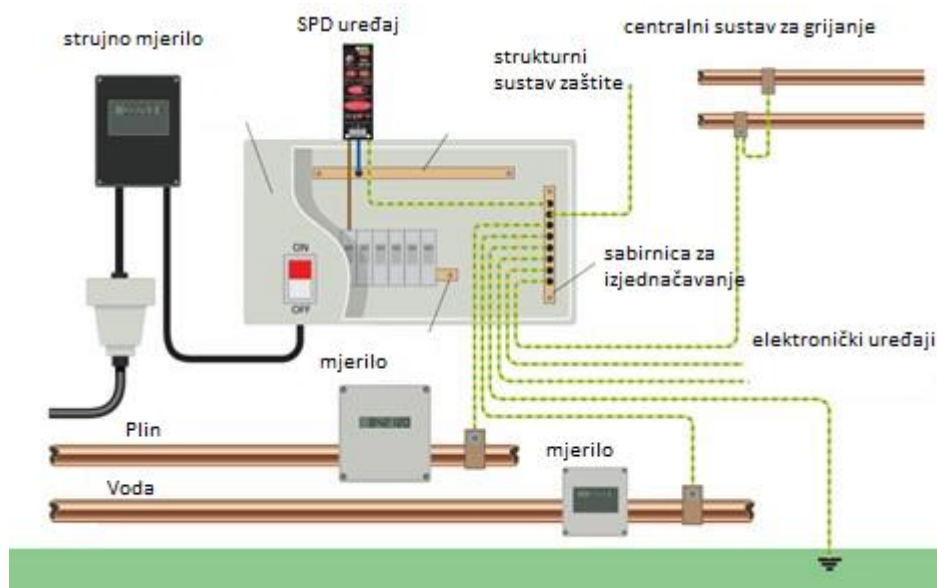 SPD uređaj
centralni sustav za grijanje
strujno mjerilo
strukturni
sustav zaštite
ON
OFF
sabirnica za
izjednačavanje
elektronički uređaji
mjerilo
Plin
mjerilo
Voda